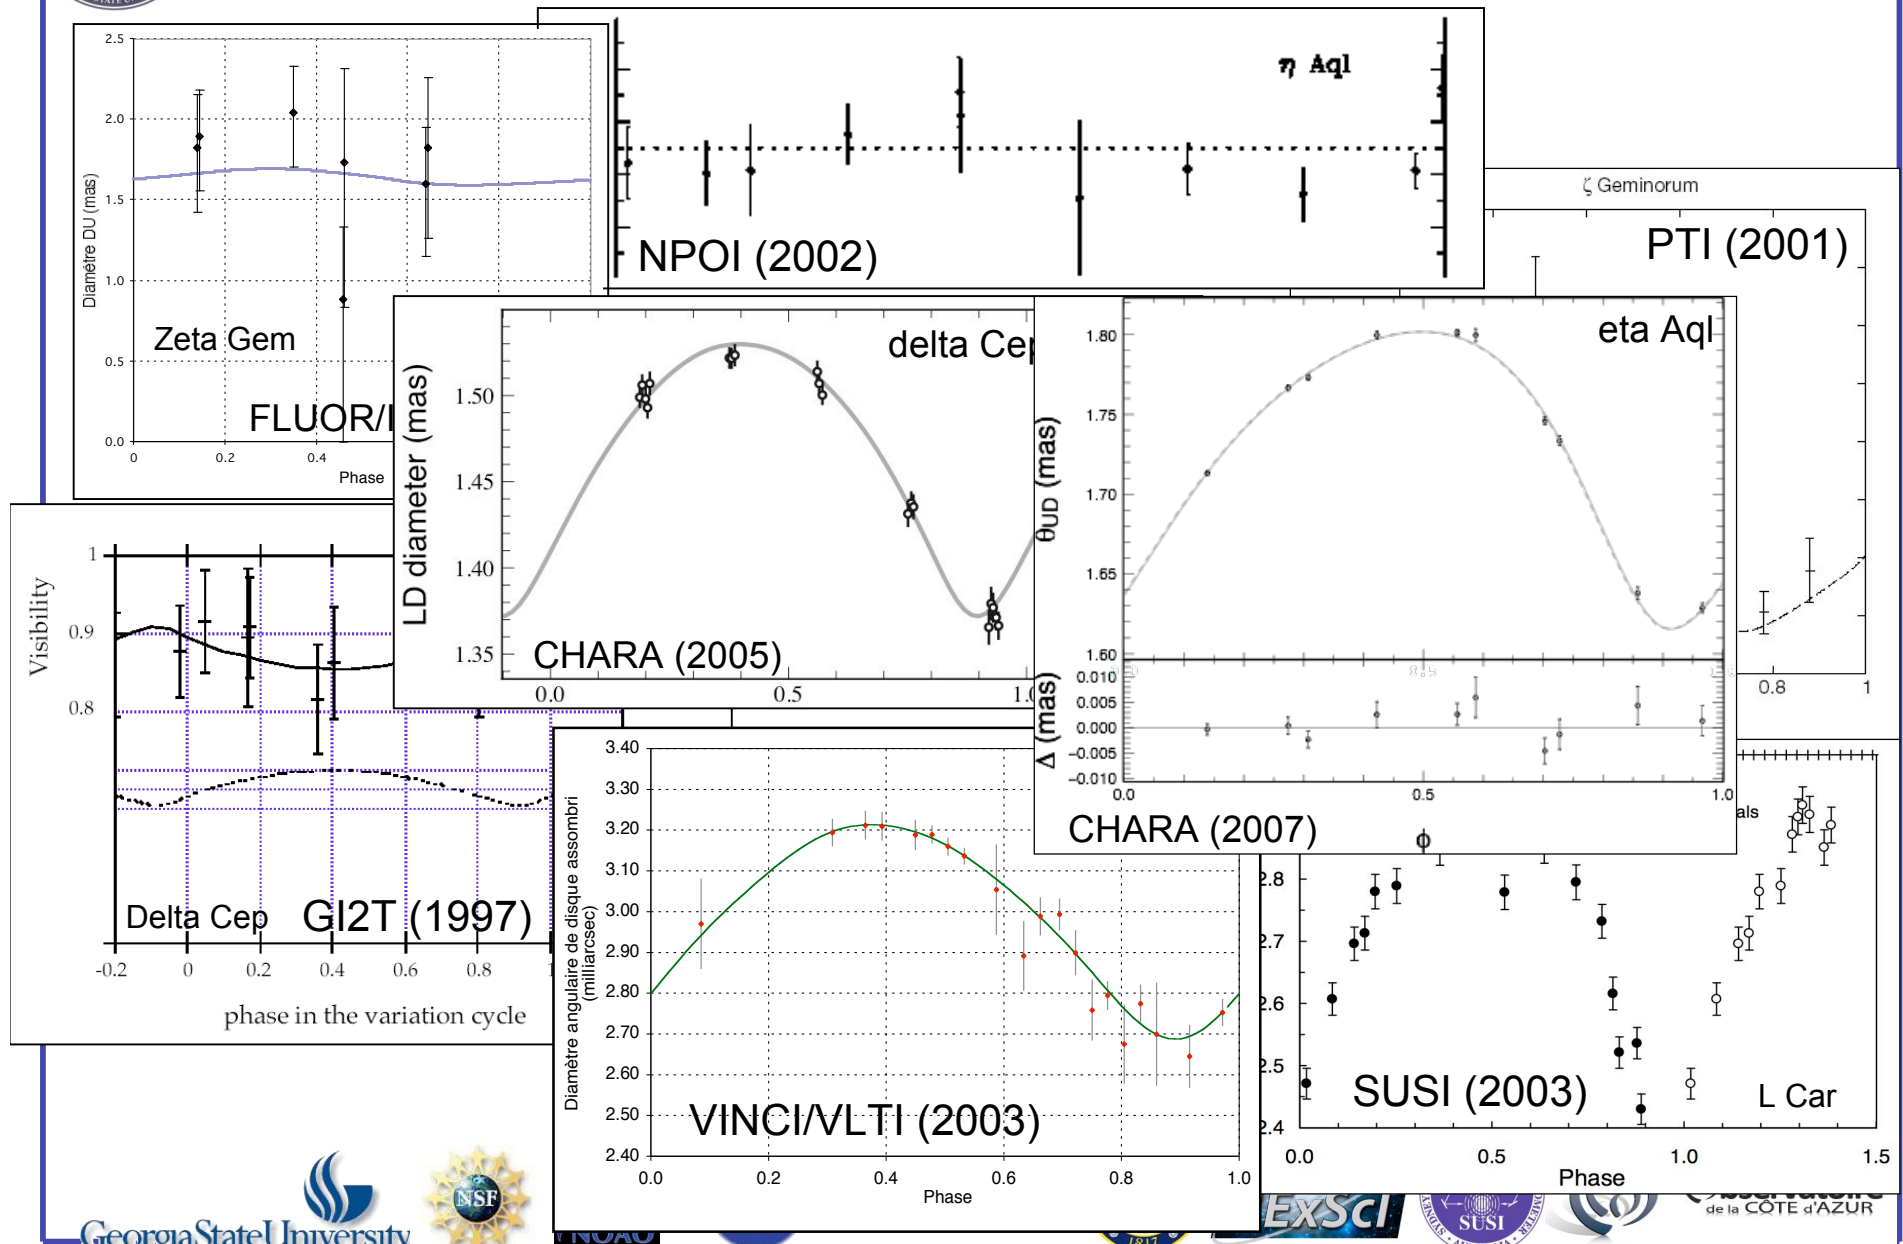 2.5
2.0
1.5
1.0
0.5
0.0
Diamètre DU (mas)
Zeta Gem
FLUOR/I
0
0.2
0.4
Phase
η Aql
NPOI (2002)
ζ Geminorum
PTI (2001)
0.8
1
delta Cep
LD diameter (mas)
1.50
1.45
1.40
1.35
CHARA (2005)
0.0
0.5
1.0
eta Aql
θUD (mas)
1.80
1.75
1.70
1.65
1.60
Δ (mas)
0.010
0.005
0.000
-0.005
-0.010
0.0
0.5
1.0
CHARA (2007)
Visibility
1
0.9
0.8
Delta Cep
GI2T (1997)
-0.2
0
0.2
0.4
0.6
0.8
phase in the variation cycle
Diamètre angulaire de disque assombri
(milliarcsec)
3.40
3.30
3.20
3.10
3.00
2.90
2.80
2.70
2.60
2.50
2.40
VINCI/VLTI (2003)
0.0
0.2
0.4
0.6
0.8
1.0
Phase
als
2.8
2.7
2.6
2.5
2.4
SUSI (2003)
L Car
0.0
0.5
1.0
1.5
Phase
Georgia State University
NSF
NOAO
1817
ExSci
SUSI
Observatoire
de la CÔTE d'AZUR